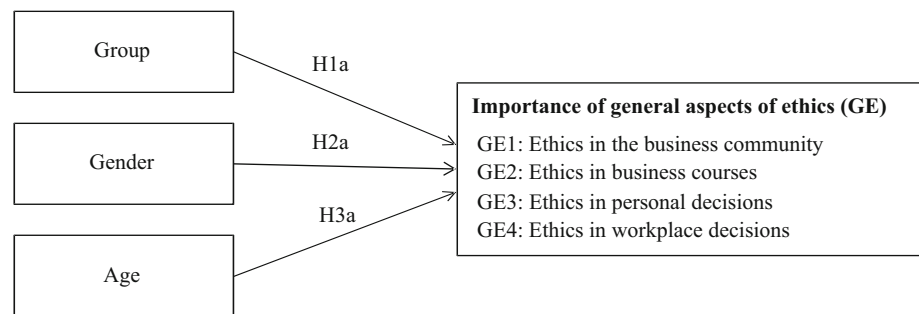 Group
H1a
Importance of general aspects of ethics (GE)
GE1: Ethics in the business community
Gender
H2a
GE2: Ethics in business courses
GE3: Ethics in personal decisions
H3a
GE4: Ethics in workplace decisions
Age